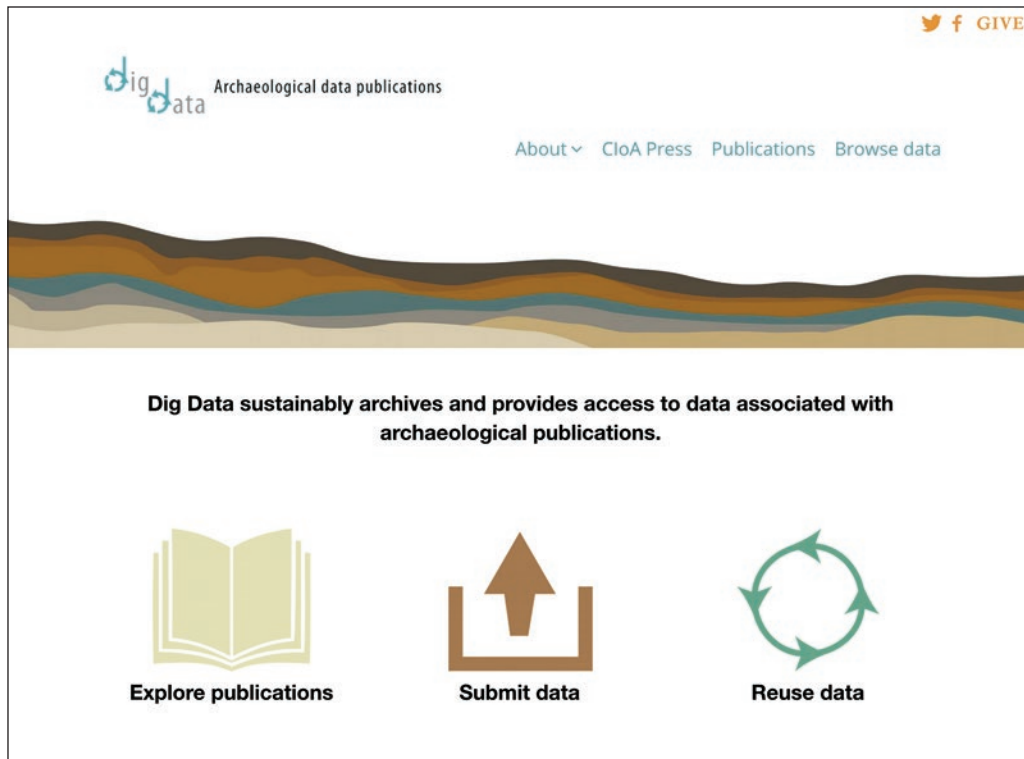 GIVE
dig data Archaeological data publications
About CIoA Press Publications Browse data
Dig Data sustainably archives and provides access to data associated with
archaeological publications.
Explore publications Submit data Reuse data